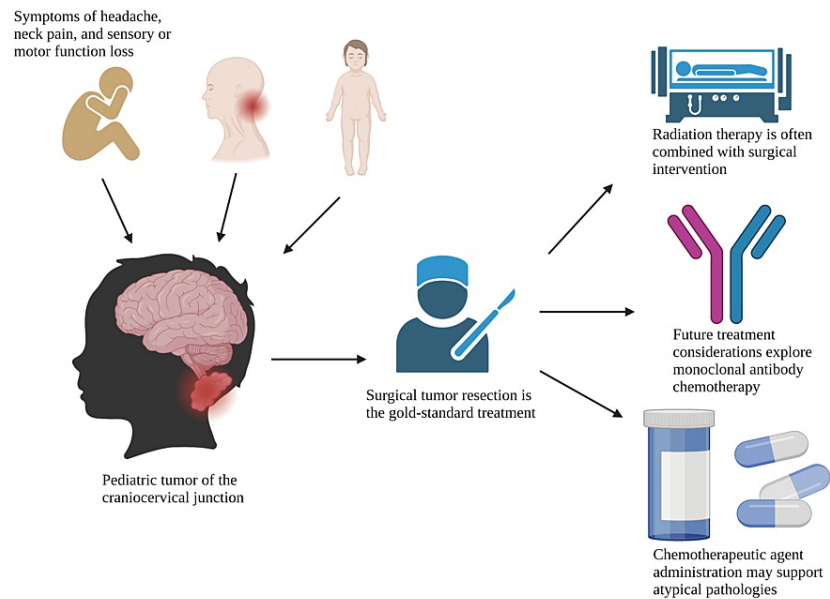 Symptoms of headache,
neck pain, and sensory or
motor function loss
Radiation therapy is often
combined with surgical
intervention
Future treatment
considerations explore
monoclonal antibody
chemotherapy
Surgical tumor resection is
the gold-standard treatment
Pediatric tumor of the
craniocervical junction
Chemotherapeutic agent
administration may support
atypical pathologies